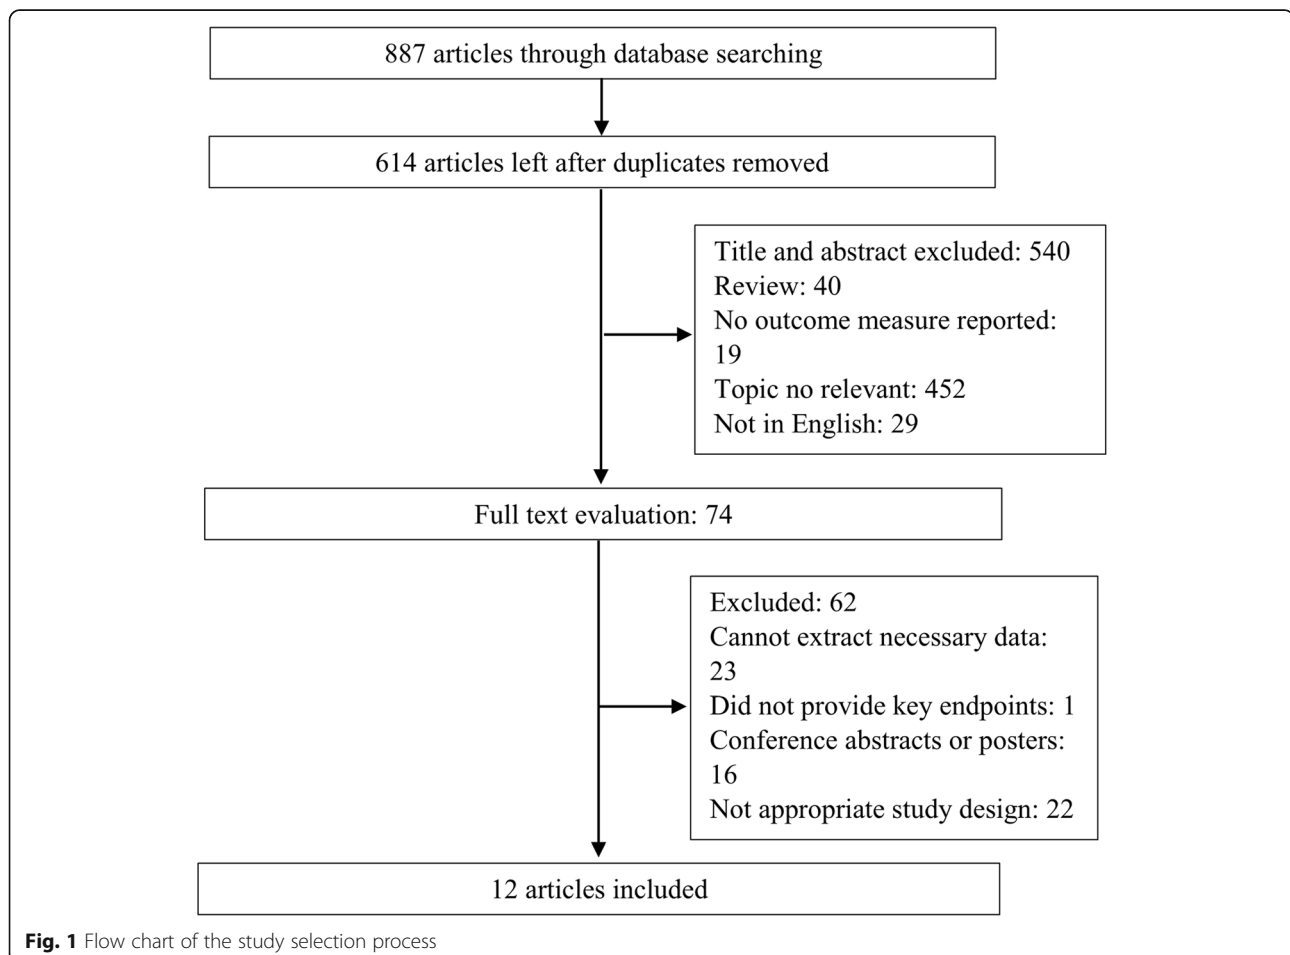 887 articles through database searching
614 articles left after duplicates removed
Title and abstract excluded: 540
Review: 40
No outcome measure reported:
19
Topic no relevant: 452
Not in English: 29
Full text evaluation: 74
Excluded: 62
Cannot extract necessary data:
23
Did not provide key endpoints: 1
Conference abstracts or posters:
16
Not appropriate study design: 22
12 articles included
Fig. 1 Flow chart of the study selection process